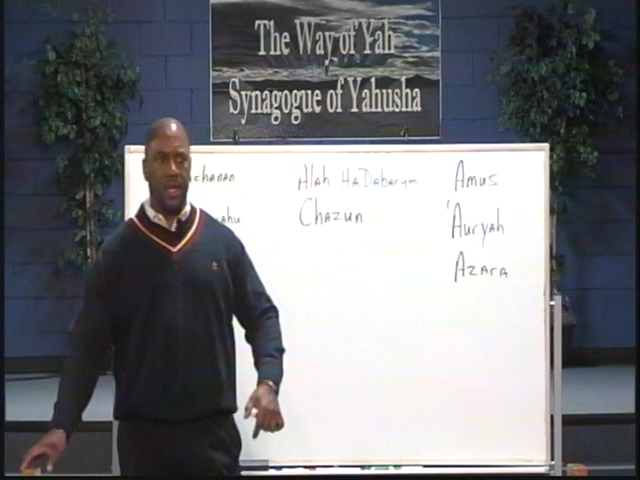 The Way of Yah
Synagogue of Yahusha
Alah HaDabarym
Chazun
Amus
'Auryah
Azara